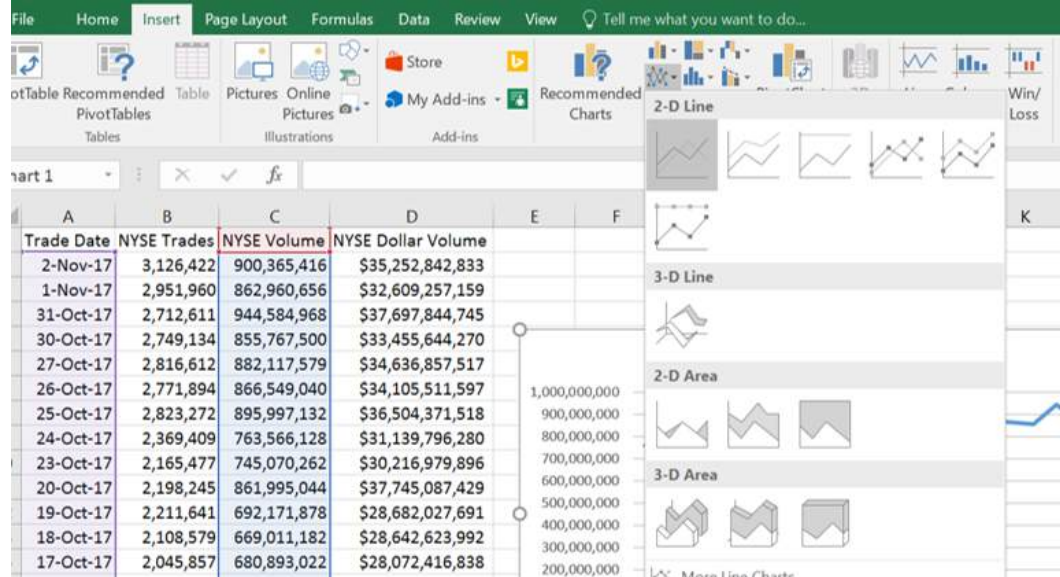 File Home Insert Page Layout Formulas Data Review View Tell me what you want to do...
Recommended Table Pictures Online Store Recommended Win/
PivotTables Pictures My Add-ins Charts Loss
Tables Illustrations Add-ins
2-D Line
fx
A B C D E F K
Trade Date NYSE Trades NYSE Volume NYSE Dollar Volume
2-Nov-17 3,126,422 900,365,416 $35,252,842,833
1-Nov-17 2,951,960 862,960,656 $32,609,257,159
31-Oct-17 2,712,611 944,584,968 $37,697,844,745
30-Oct-17 2,749,134 855,767,500 $33,455,644,270
27-Oct-17 2,816,612 882,117,579 $34,636,857,517
26-Oct-17 2,771,894 866,549,040 $34,105,511,597
25-Oct-17 2,823,272 895,997,132 $36,504,371,518
24-Oct-17 2,369,409 763,566,128 $31,139,796,280
23-Oct-17 2,165,477 745,070,262 $30,216,979,896
20-Oct-17 2,198,245 861,995,044 $37,745,087,429
19-Oct-17 2,211,641 692,171,878 $28,682,027,691
18-Oct-17 2,108,579 669,011,182 $28,642,623,992
17-Oct-17 2,045,857 680,893,022 $28,072,416,838
3-D Line
2-D Area
3-D Area
More Line Charts
1,000,000,000
900,000,000
800,000,000
700,000,000
600,000,000
500,000,000
400,000,000
300,000,000
200,000,000